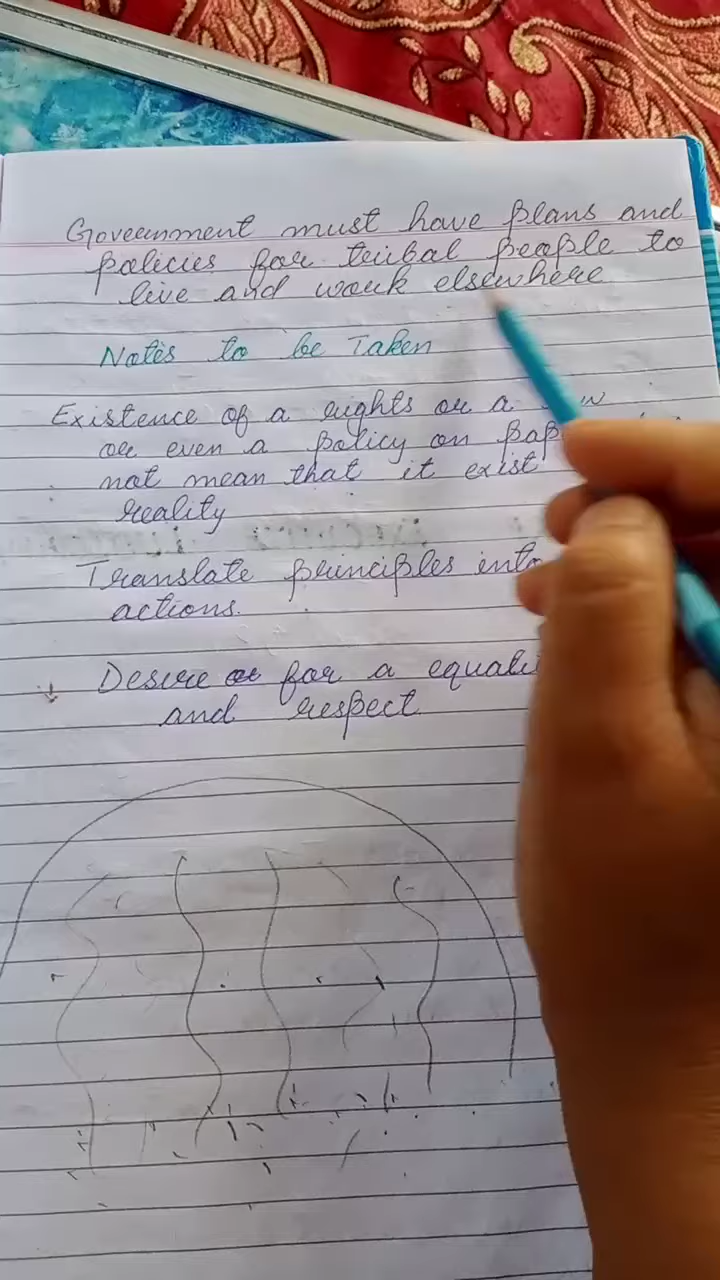 Government must have plans and
policies for tribal people to
live and work elsewhere
Notes to be Taken
Existence of a rights or a
or even a policy on
not mean that it exist
reality
Translate principles into
actions.
Desire for a
and respect